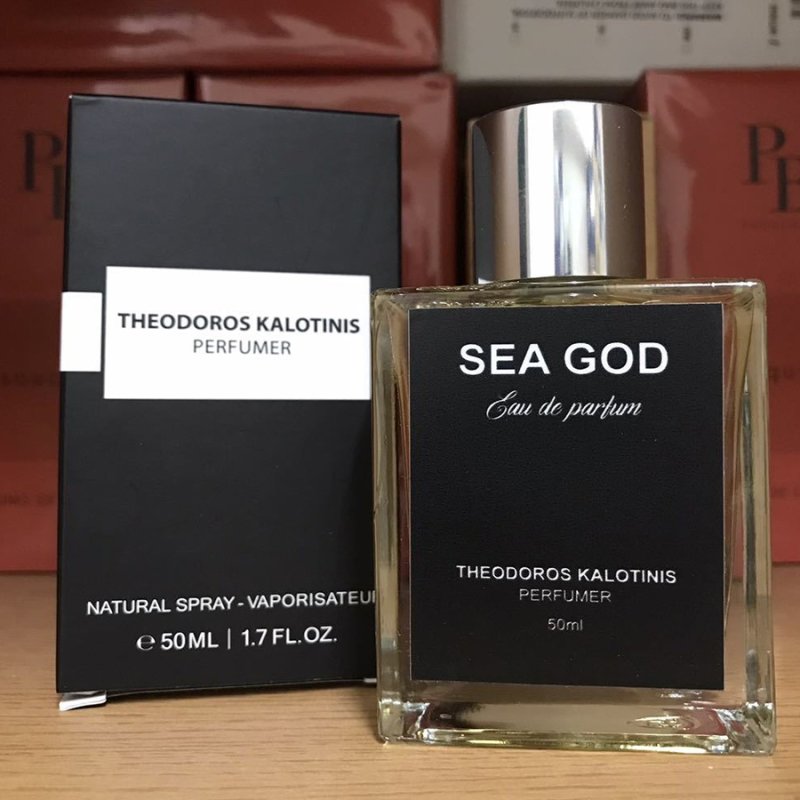 THEODOROS KALOTINIS
PERFUMER
NATURAL SPRAY - VAPORISATEUR
℮ 50ML | 1.7 FL.OZ.
SEA GOD
Eau de parfum
THEODOROS KALOTINIS
PERFUMER
50ml